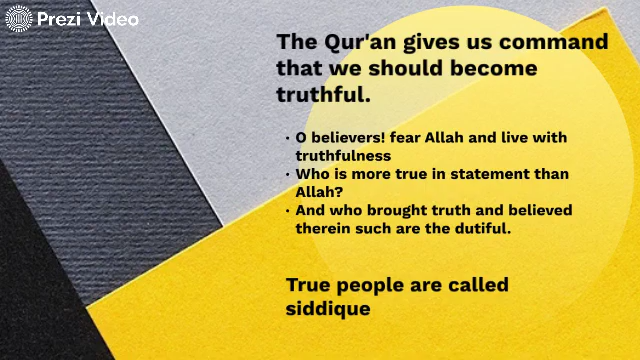 Prezi Video
The Qur'an gives us command
that we should become
truthful.
· O believers! fear Allah and live with
truthfulness
· Who is more true in statement than
Allah?
· And who brought truth and believed
therein such are the dutiful.
True people are called
siddique